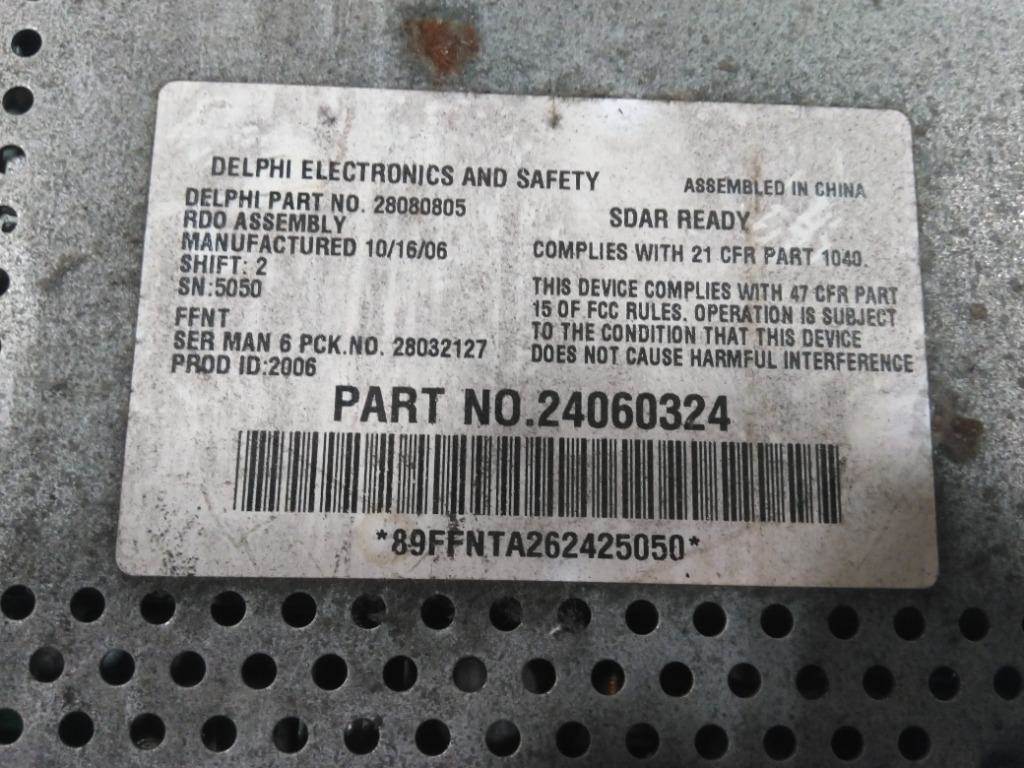 DELPHI ELECTRONICS AND SAFETY
ASSEMBLED IN CHINA
DELPHI PART NO. 28080805
RDO ASSEMBLY
MANUFACTURED 10/16/06
SHIFT: 2
SN:5050
FFNT
SER MAN 6 PCK.NO. 28032127
PROD ID:2006
SDAR READY
COMPLIES WITH 21 CFR PART 1040.
THIS DEVICE COMPLIES WITH 47 CFR PART
15 OF FCC RULES. OPERATION IS SUBJECT
TO THE CONDITION THAT THIS DEVICE
DOES NOT CAUSE HARMFUL INTERFERENCE
PART NO.24060324
*89FFNTA262425050*